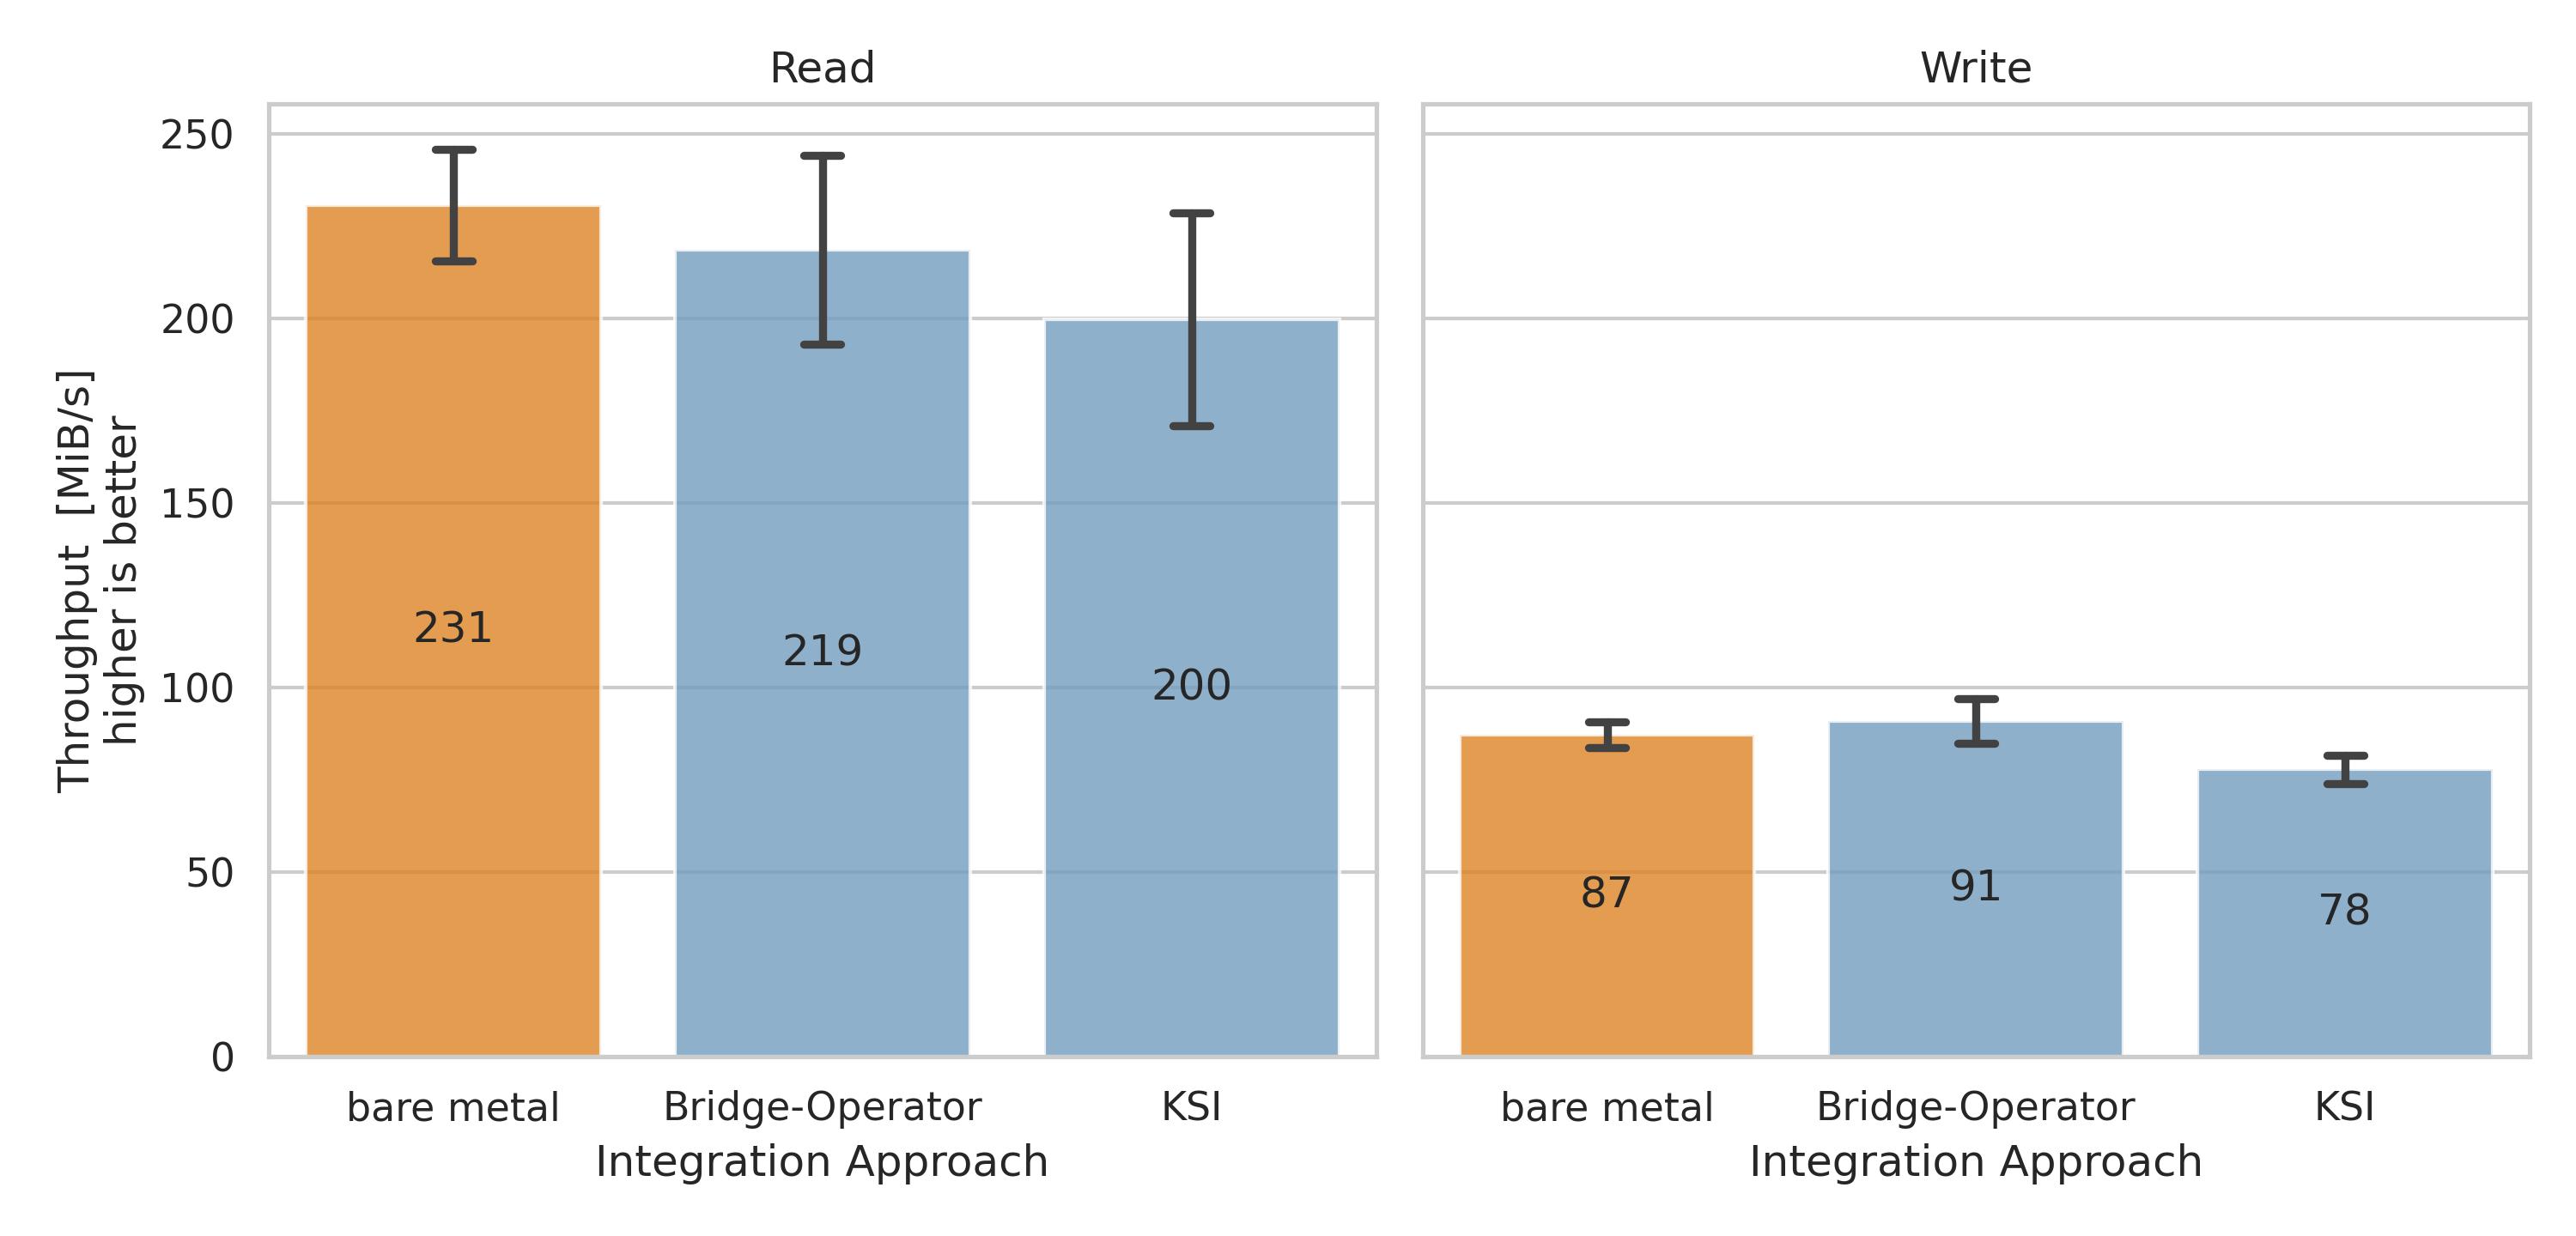 Read
Write
Throughput [MiB/s]
higher is better
250
200
150
100
50
0
231
219
200
87
91
78
bare metal
Bridge-Operator
KSI
bare metal
Bridge-Operator
KSI
Integration Approach
Integration Approach